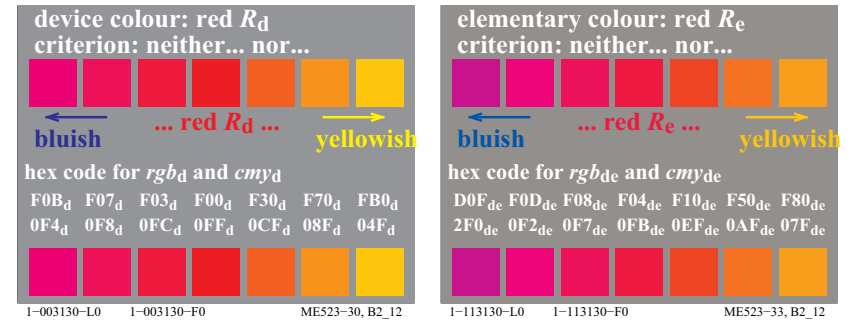 device colour: red Rd
criterion: neither... nor...
... red Rd ...
bluish yellowish
hex code for rgbd and cmyd
F0Bd F07d F03d F00d F30d F70d FB0d
0F4d 0F8d 0FCd 0FFd 0CFd 08Fd 04Fd
1−003130−L0 1−003130−F0 ME523−30, B2_12
elementary colour: red Re
criterion: neither... nor...
... red Re ...
bluish yellowish
hex code for rgbde and cmyde
D0Fde F0Dde F08de F04de F10de F50de F80de
2F0de 0F2de 0F7de 0FBde 0EFde 0AFde 07Fde
1−113130−L0 1−113130−F0 ME523−33, B2_12